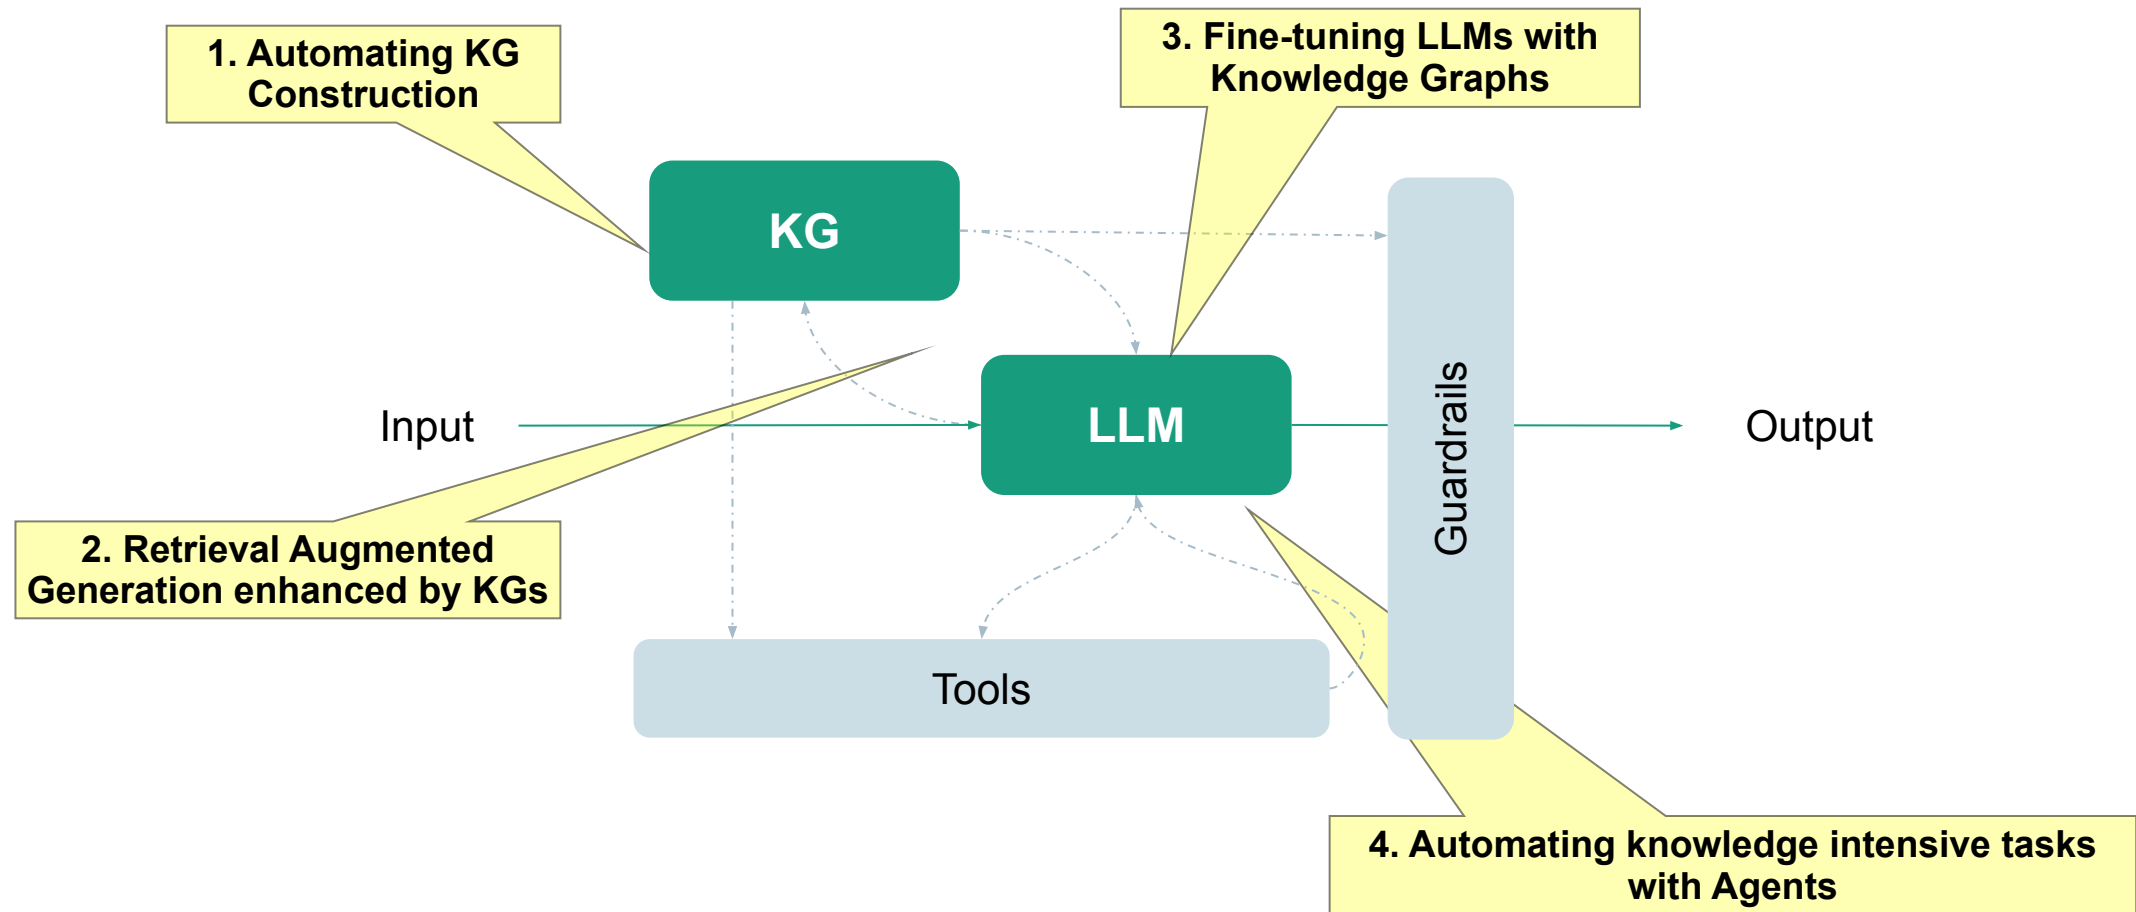 1. Automating KG
Construction
3. Fine-tuning LLMs with
Knowledge Graphs
KG
LLM
Input
Output
Guardrails
2. Retrieval Augmented
Generation enhanced by KGs
Tools
4. Automating knowledge intensive tasks
with Agents